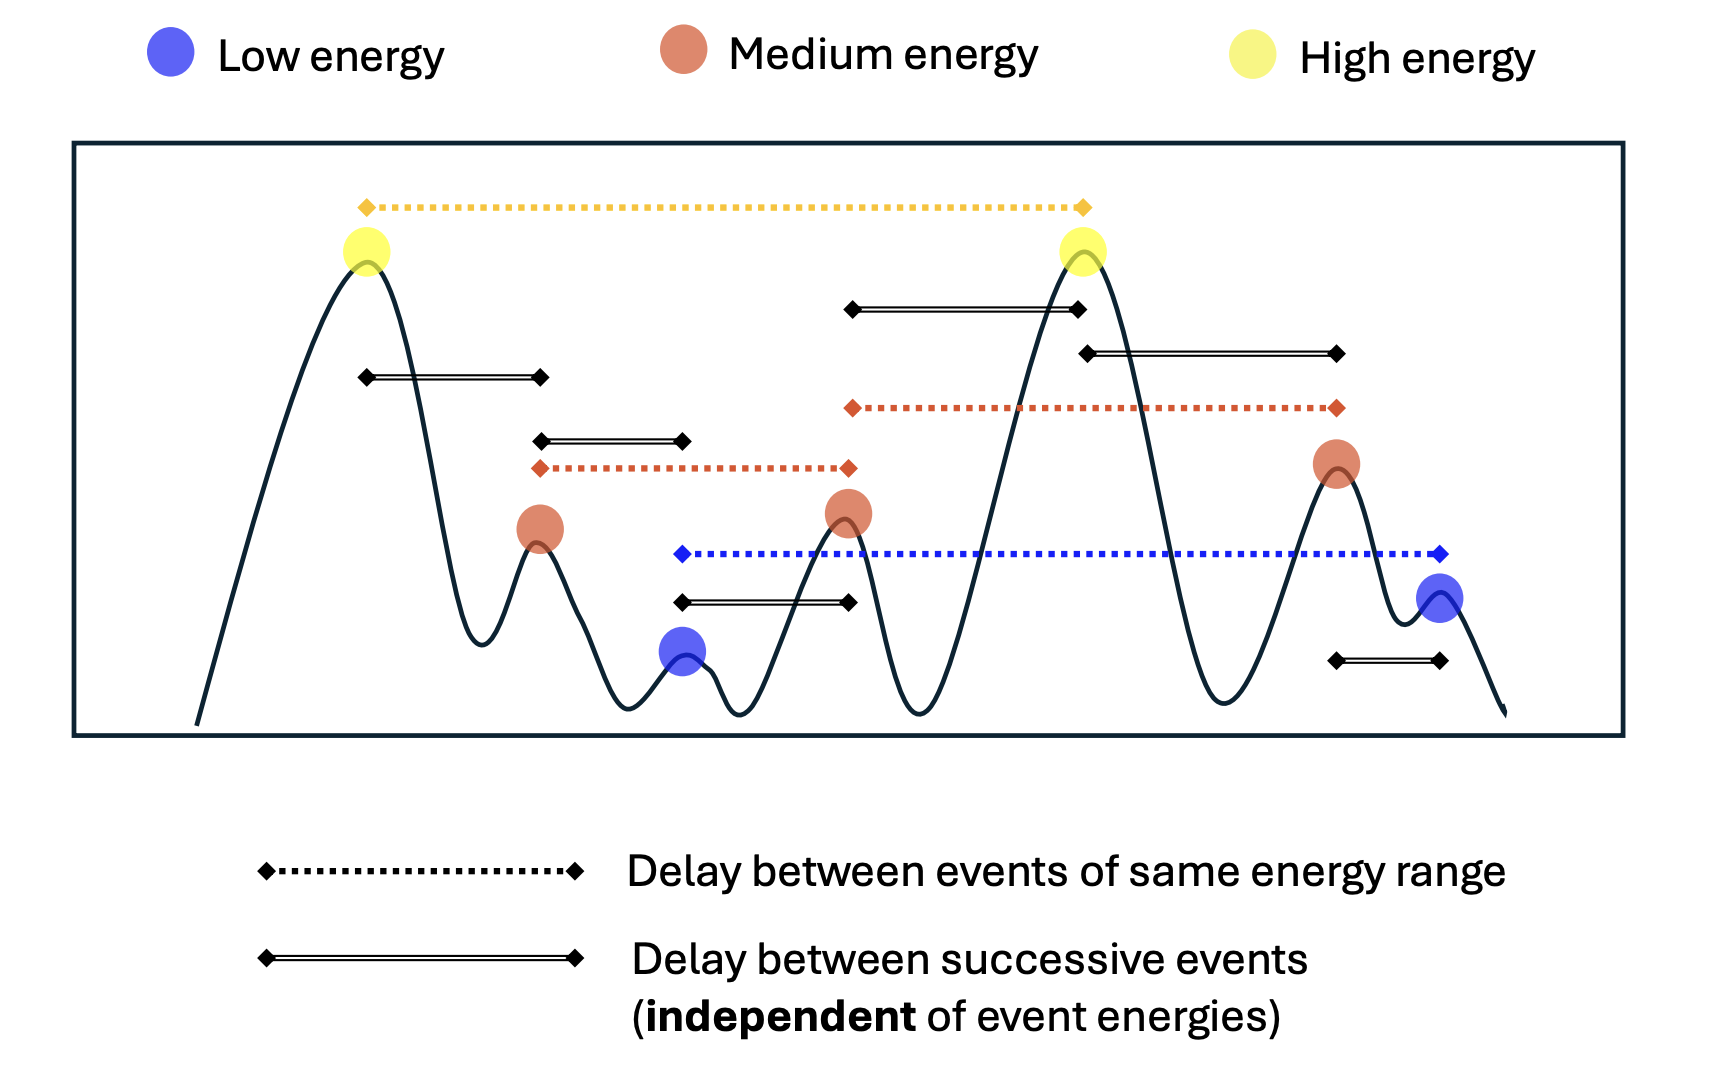 Low energy
Medium energy
High energy
Delay between events of same energy range
Delay between successive events
(independent of event energies)